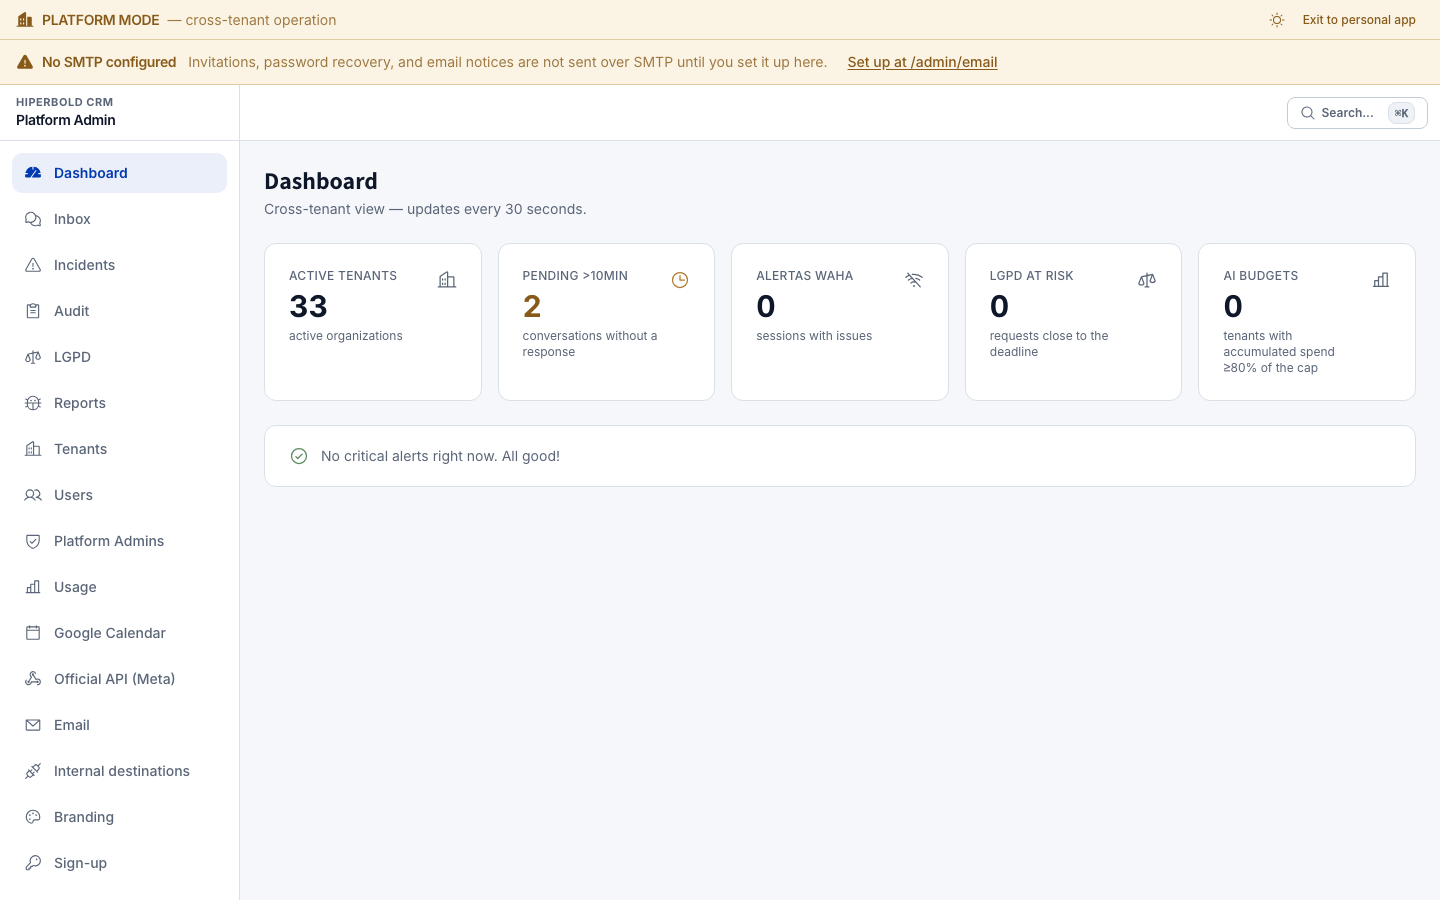 PLATFORM MODE — cross-tenant operation
Exit to personal app
No SMTP configured Invitations, password recovery, and email notices are not sent over SMTP until you set it up here. Set up at /admin/email
HIPERBOLD CRM
Platform Admin
Search... ⌘K
Dashboard
Inbox
Incidents
Audit
LGPD
Reports
Tenants
Users
Platform Admins
Usage
Google Calendar
Official API (Meta)
Email
Internal destinations
Branding
Sign-up
Dashboard
Cross-tenant view — updates every 30 seconds.
ACTIVE TENANTS
33
active organizations
PENDING >10MIN
2
conversations without a
response
ALERTAS WAHA
0
sessions with issues
LGPD AT RISK
0
requests close to the
deadline
AI BUDGETS
0
tenants with
accumulated spend
≥80% of the cap
No critical alerts right now. All good!